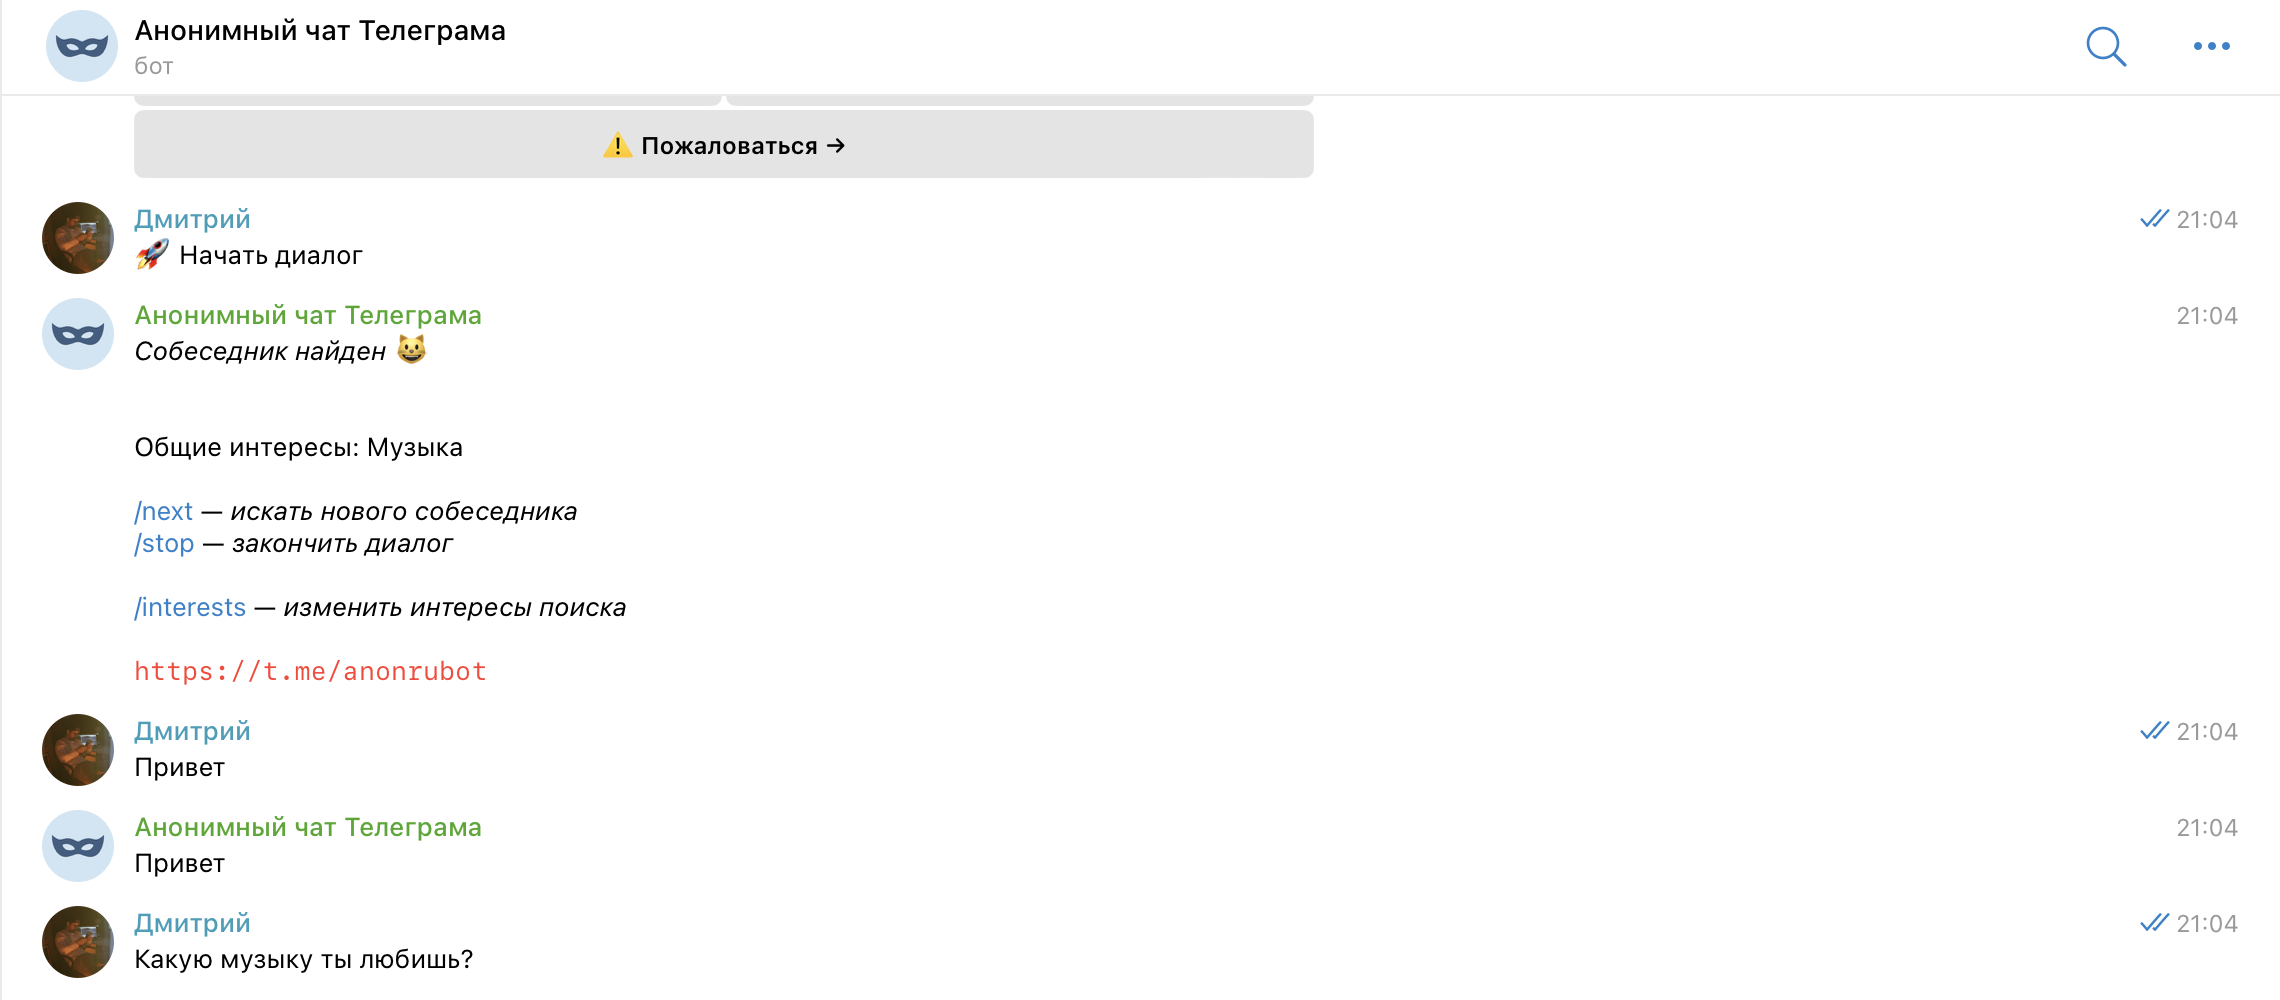 Анонимный чат Телеграма
бот
⚠️ Пожаловаться →
Дмитрий
21:04
🚀 Начать диалог
Анонимный чат Телеграма
21:04
Собеседник найден 😺
Общие интересы: Музыка
/next — искать нового собеседника
/stop — закончить диалог
/interests — изменить интересы поиска
https://t.me/anonrubot
Дмитрий
21:04
Привет
Анонимный чат Телеграма
21:04
Привет
Дмитрий
21:04
Какую музыку ты любишь?